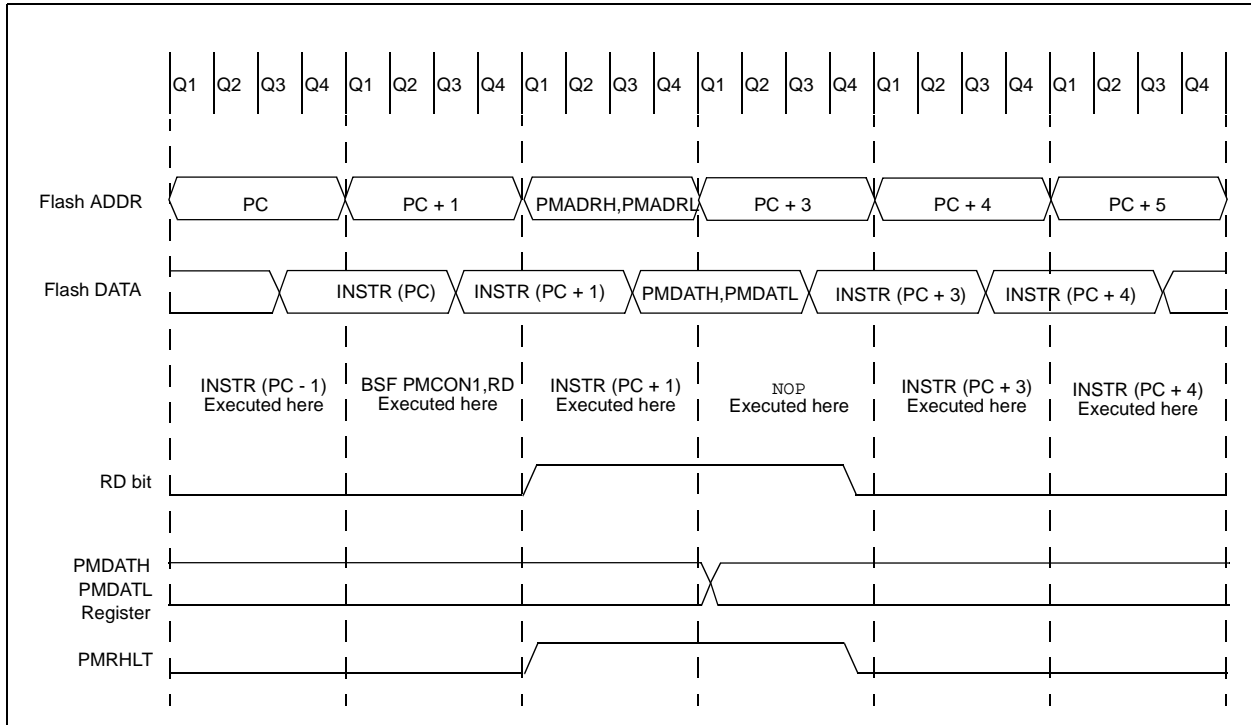 Q1 Q2 Q3 Q4 Q1 Q2 Q3 Q4 Q1 Q2 Q3 Q4 Q1 Q2 Q3 Q4 Q1 Q2 Q3 Q4 Q1 Q2 Q3 Q4
Flash ADDR PC PC + 1 PMADRH,PMADRL PC + 3 PC + 4 PC + 5
Flash DATA INSTR (PC) INSTR (PC + 1) PMDATH,PMDATL INSTR (PC + 3) INSTR (PC + 4)
INSTR (PC - 1) BSF PMCON1,RD INSTR (PC + 1) NOP INSTR (PC + 3) INSTR (PC + 4)
Executed here Executed here Executed here Executed here Executed here Executed here
RD bit
PMDATH
PMDATL
Register
PMRHLT